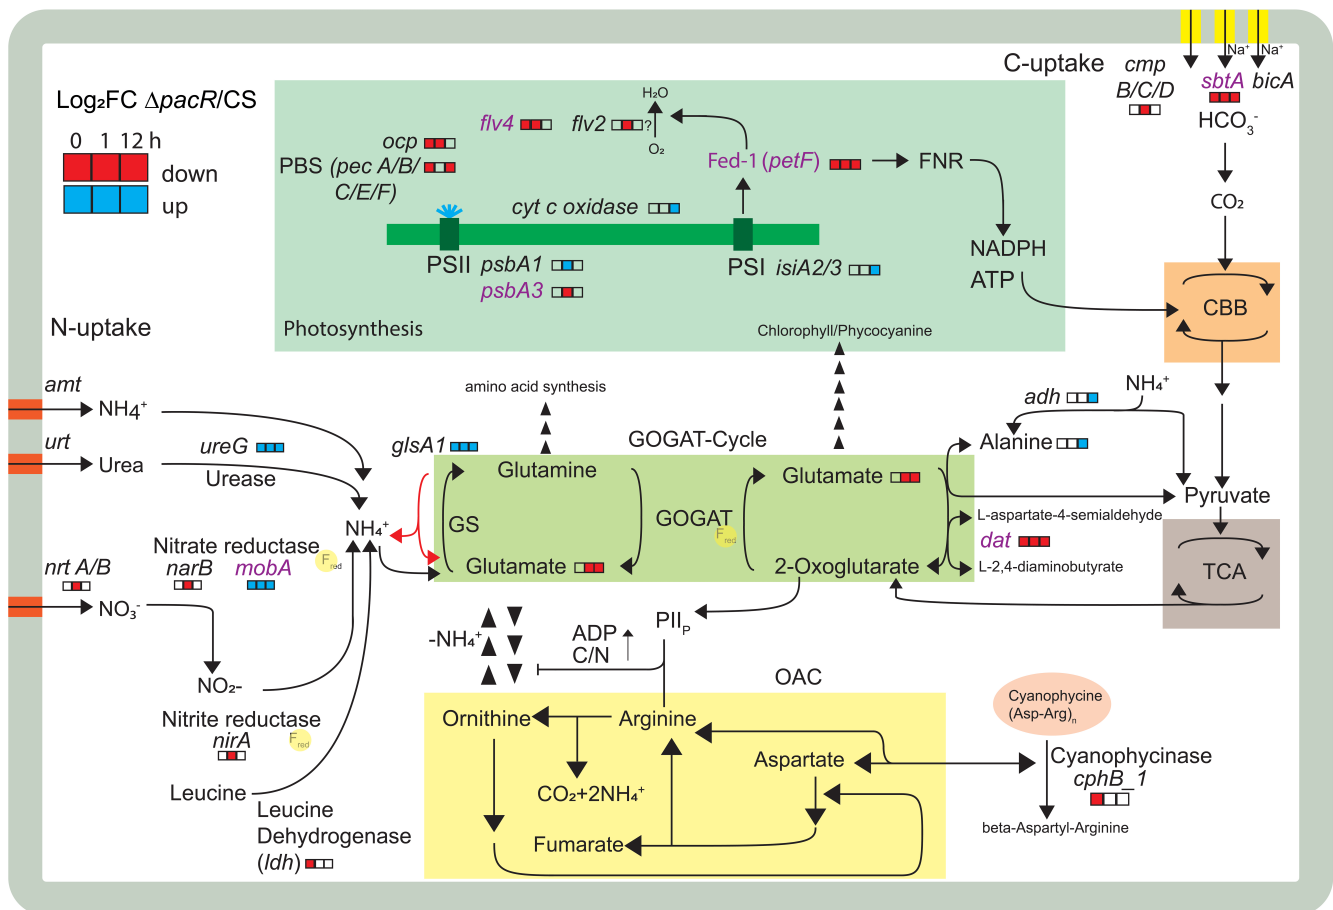 Log₂FC ΔpacR/CS
0 1 12 h
down
up
C-uptake
cmp
B/C/D
Na⁺
Na⁺
sbtA
bicA
HCO₃⁻
CO₂
CBB
H₂O
O₂
?
flv4
flv2
ocp
PBS (pec A/B/
C/E/F)
Fed-1 (petF)
FNR
cyt c oxidase
NADPH
ATP
PSII
psbA1
psbA3
PSI
isiA2/3
Photosynthesis
Chlorophyll/Phycocyanine
N-uptake
amt
NH₄⁺
urt
Urea
ureG
Urease
amino acid synthesis
GOGAT-Cycle
glsA1
Glutamine
GS
Glutamate
GOGAT
Fred
Glutamate
2-Oxoglutarate
adh
NH₄⁺
Alanine
Pyruvate
L-aspartate-4-semialdehyde
dat
L-2,4-diaminobutyrate
TCA
NH₄⁺
Nitrate reductase
narB
mobA
Fred
nrt A/B
NO₃⁻
NO₂-
Nitrite reductase
nirA
Fred
Leucine
Leucine
Dehydrogenase
(ldh)
-NH₄⁺
ADP
C/N
PIIP
OAC
Ornithine
Arginine
Aspartate
CO₂+2NH₄⁺
Fumarate
Cyanophycine
(Asp-Arg)n
Cyanophycinase
cphB_1
beta-Aspartyl-Arginine